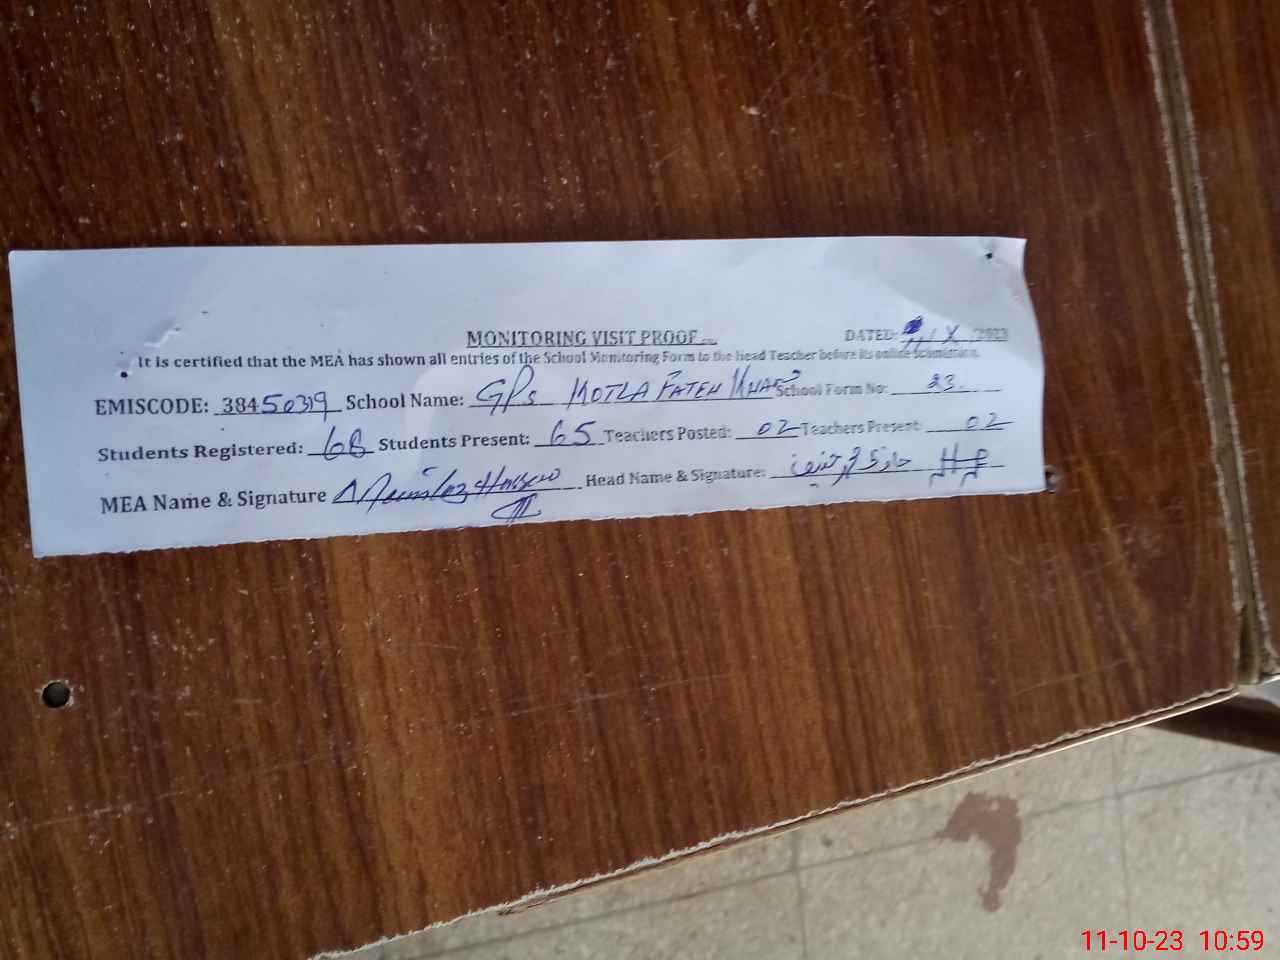 MONITORING VISIT PROOF
DATED: 11/X/2023
It is certified that the MEA has shown all entries of the School Monitoring Form to the Head Teacher before its online submission.
EMISCODE: 38450319 School Name: GPS KOTLA FATEH KHAN School Form No: 23
Students Registered: 68 Students Present: 65 Teachers Posted: 02 Teachers Present: 02
MEA Name & Signature Head Name & Signature:
11-10-23 10:59